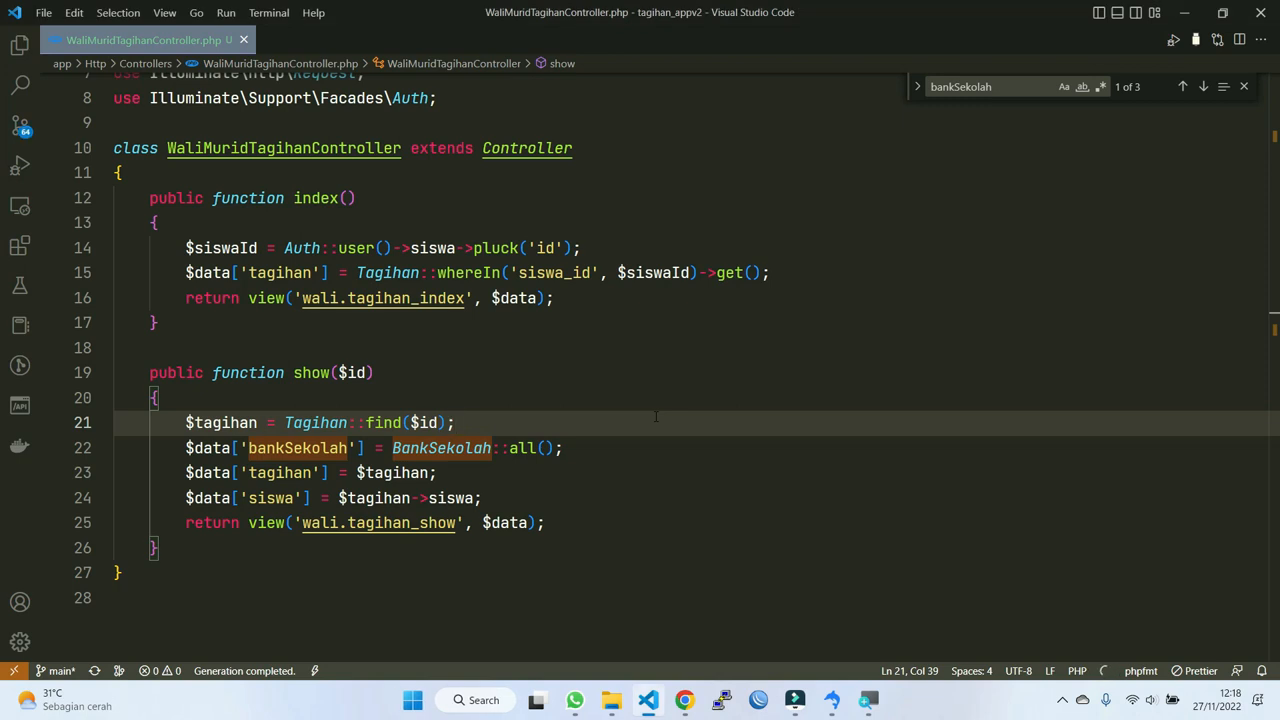 File Edit Selection View Go Run Terminal Help
WaliMuridTagihanController.php - tagihan_appv2 - Visual Studio Code
WaliMuridTagihanController.php U
app > Http > Controllers > WaliMuridTagihanController.php > WaliMuridTagihanController > show
bankSekolah Aa ab 1 of 3
7 use Illuminate\Http\Request;
8 use Illuminate\Support\Facades\Auth;
9
10 class WaliMuridTagihanController extends Controller
11 {
12 public function index()
13 {
14 $siswaId = Auth::user()->siswa->pluck('id');
15 $data['tagihan'] = Tagihan::whereIn('siswa_id', $siswaId)->get();
16 return view('wali.tagihan_index', $data);
17 }
18
19 public function show($id)
20 {
21 $tagihan = Tagihan::find($id);
22 $data['bankSekolah'] = BankSekolah::all();
23 $data['tagihan'] = $tagihan;
24 $data['siswa'] = $tagihan->siswa;
25 return view('wali.tagihan_show', $data);
26 }
27 }
28
64
/API
main* 0 0 Generation completed. Ln 21, Col 39 Spaces: 4 UTF-8 LF PHP phpfmt Prettier
31°C
Sebagian cerah
Search
12:18
27/11/2022